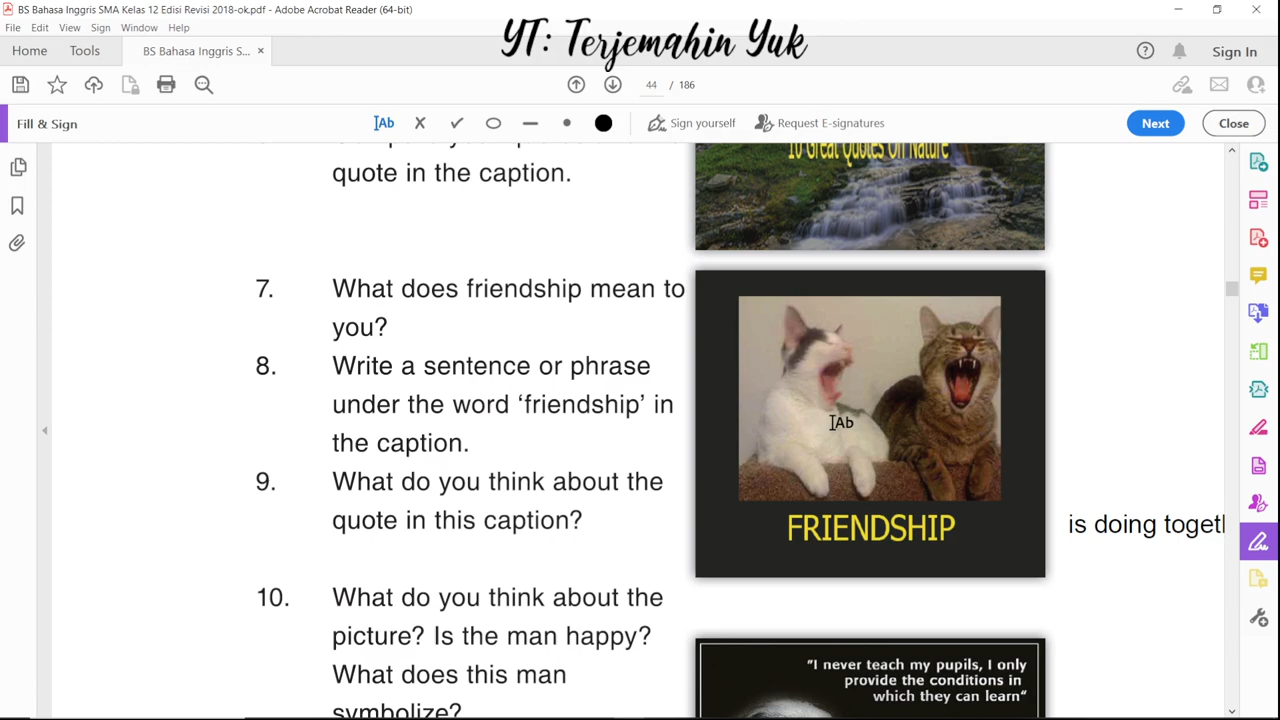 BS Bahasa Inggris SMA Kelas 12 Edisi Revisi 2018-ok.pdf - Adobe Acrobat Reader (64-bit)
File Edit View Sign Window Help
YT: Terjemahin Yuk
Home Tools BS Bahasa Inggris S... × Sign In
44 / 186
Fill & Sign Ab Sign yourself Request E-signatures Next Close
10 Great Quotes On Nature
quote in the caption.
7. What does friendship mean to
you?
8. Write a sentence or phrase
under the word ‘friendship’ in
the caption.
9. What do you think about the
quote in this caption?
Ab
FRIENDSHIP
is doing toget
10. What do you think about the
picture? Is the man happy?
What does this man
symbolize?
"I never teach my pupils, I only
provide the conditions in
which they can learn"